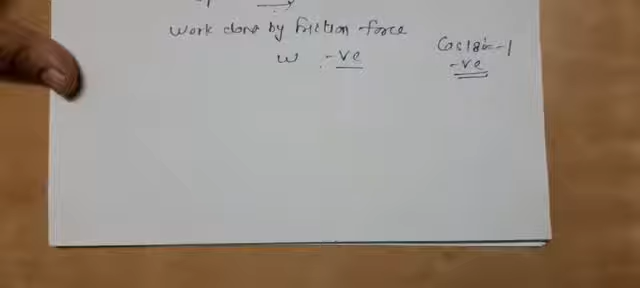 work done by friction force
cos180=-1
w -ve
-ve